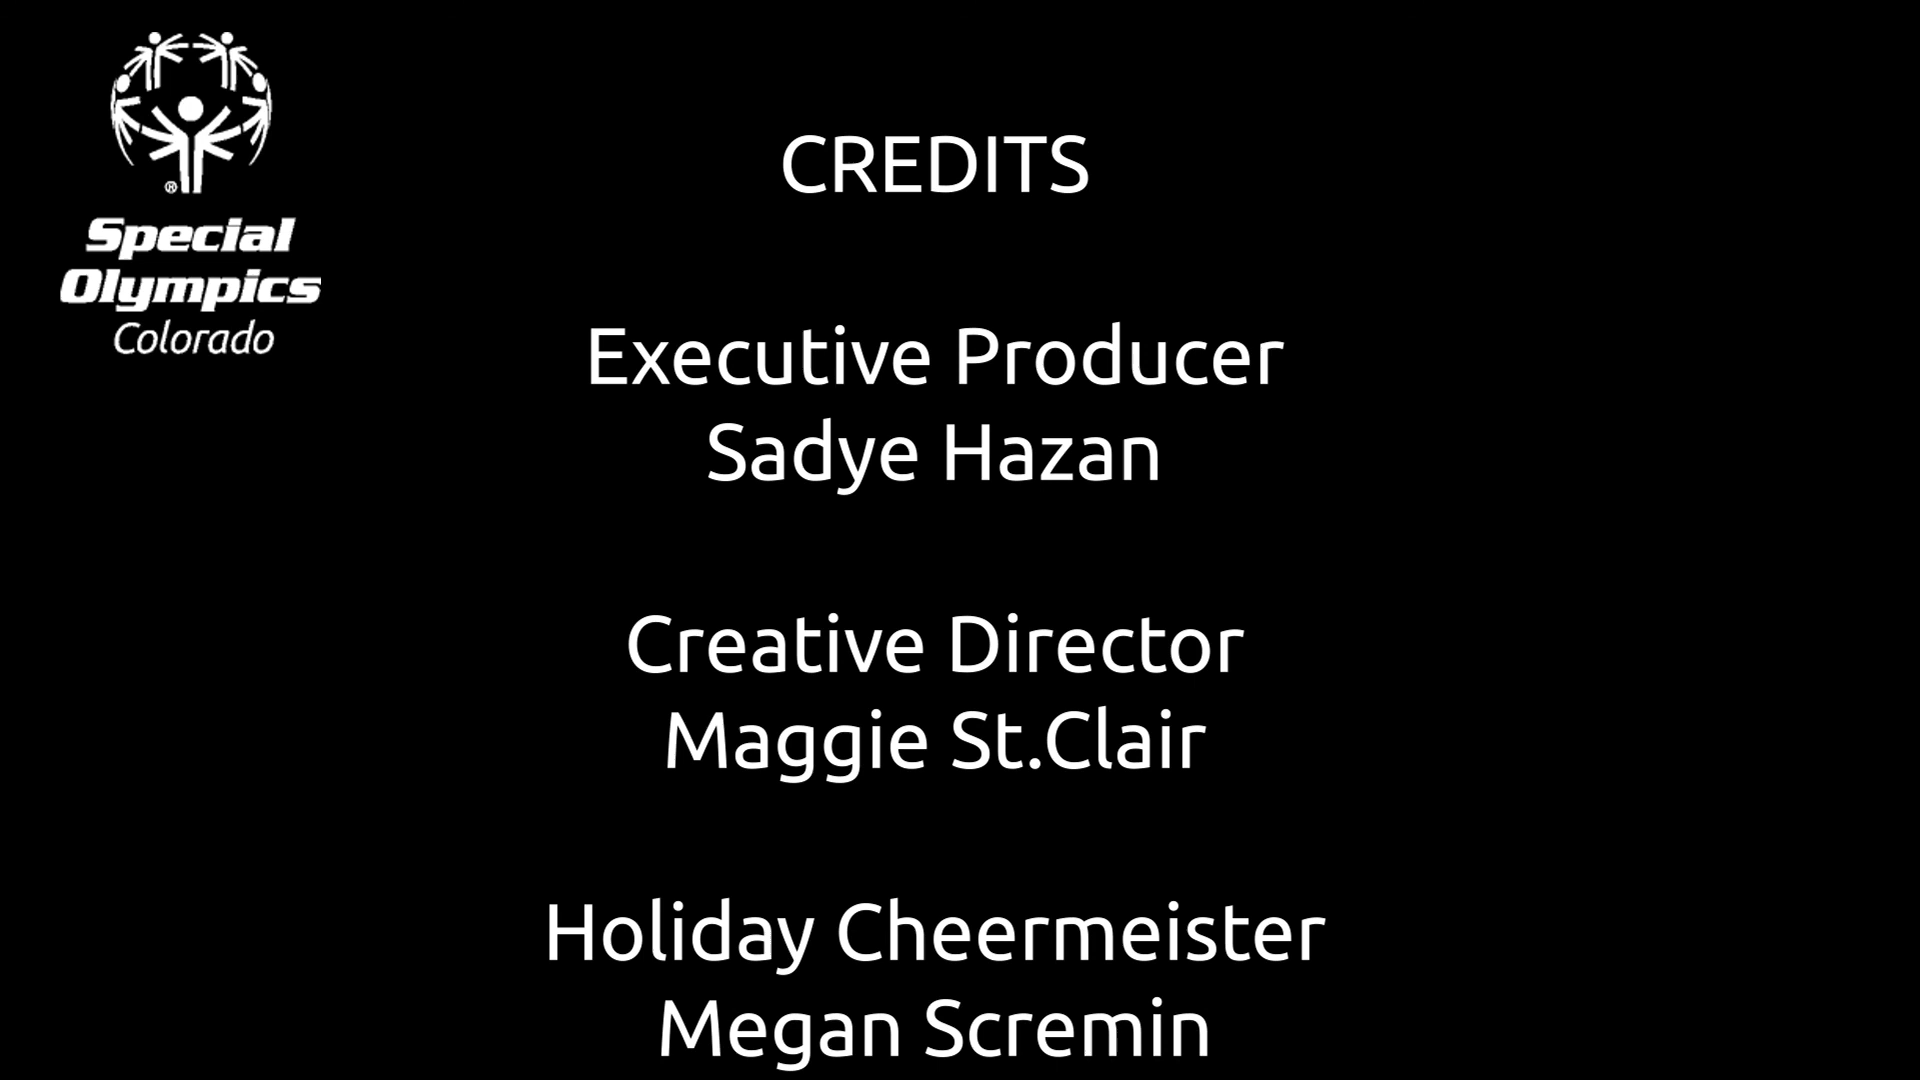 ®
Special
Olympics
Colorado
CREDITS
Executive Producer
Sadye Hazan
Creative Director
Maggie St.Clair
Holiday Cheermeister
Megan Scremin